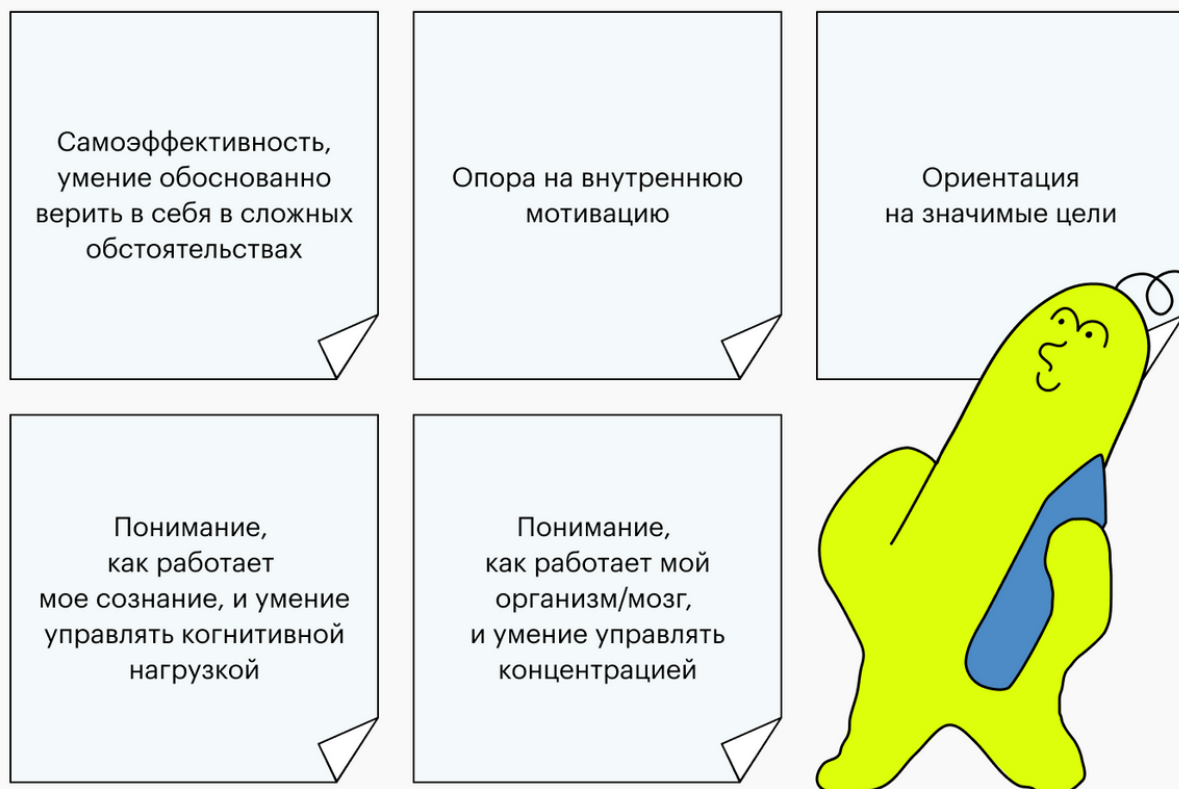 Самоэффективность,
умение обоснованно
верить в себя в сложных
обстоятельствах
Опора на внутреннюю
мотивацию
Ориентация
на значимые цели
Понимание,
как работает
мое сознание, и умение
управлять когнитивной
нагрузкой
Понимание,
как работает мой
организм/мозг,
и умение управлять
концентрацией